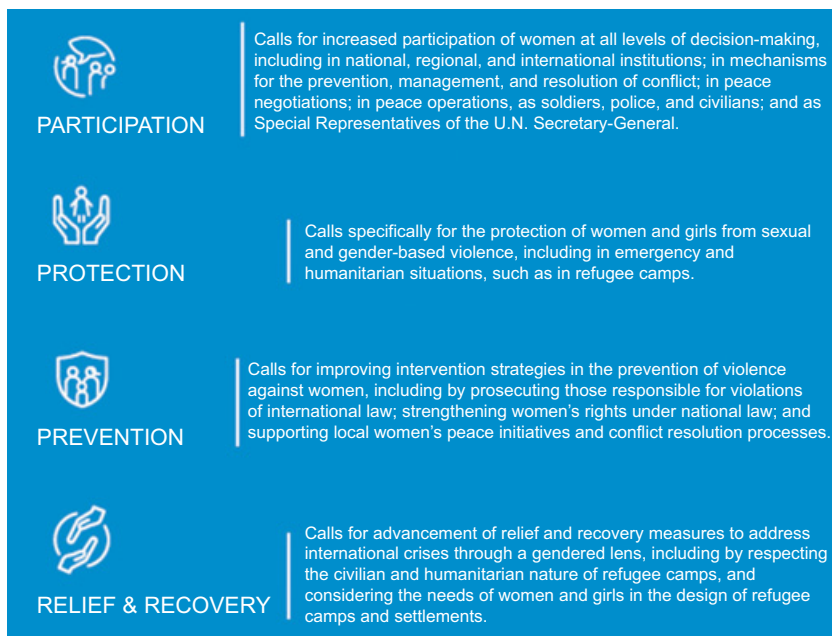 PARTICIPATION
Calls for increased participation of women at all levels of decision-making,
including in national, regional, and international institutions; in mechanisms
for the prevention, management, and resolution of conflict; in peace
negotiations; in peace operations, as soldiers, police, and civilians; and as
Special Representatives of the U.N. Secretary-General.
PROTECTION
Calls specifically for the protection of women and girls from sexual
and gender-based violence, including in emergency and
humanitarian situations, such as in refugee camps.
PREVENTION
Calls for improving intervention strategies in the prevention of violence
against women, including by prosecuting those responsible for violations
of international law; strengthening women's rights under national law; and
supporting local women's peace initiatives and conflict resolution processes.
RELIEF & RECOVERY
Calls for advancement of relief and recovery measures to address
international crises through a gendered lens, including by respecting
the civilian and humanitarian nature of refugee camps, and
considering the needs of women and girls in the design of refugee
camps and settlements.